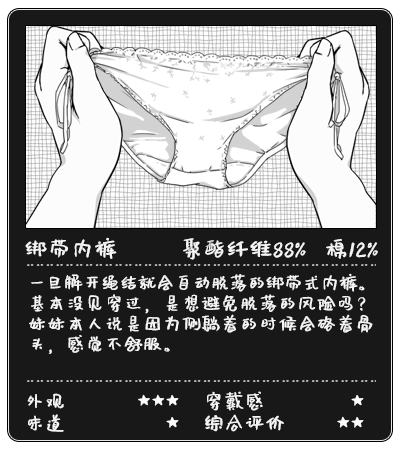 绑带内裤 聚酯纤维88% 棉12%
一旦解开绳结就会自动脱落的绑带式内裤。
基本没见穿过，是想避免脱落的风险吗？
妹妹本人说是因为侧躺着的时候会硌着骨
头，感觉不舒服。
外观 ★★★ 穿戴感 ★
味道 ★ 综合评价 ★★